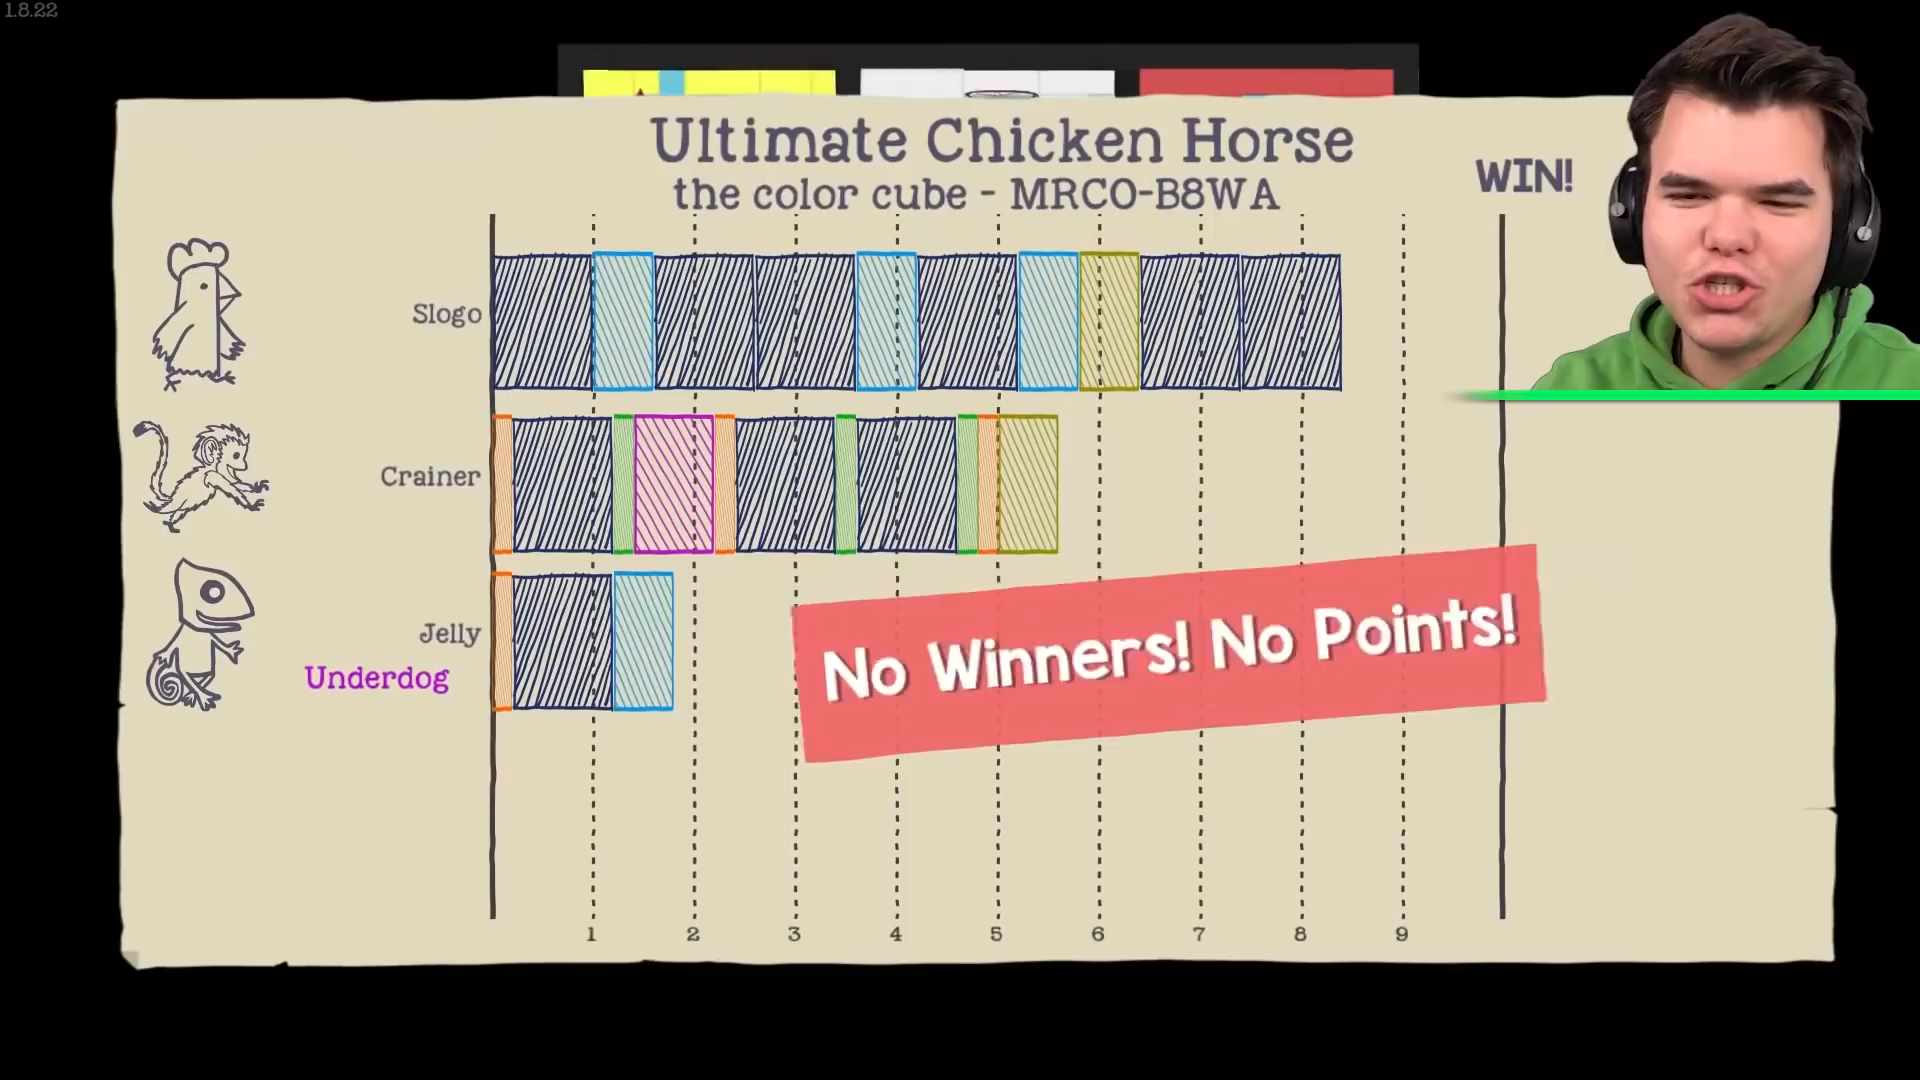 1.8.22
Ultimate Chicken Horse
the color cube - MRCO-B8WA
WIN!
Slogo
Crainer
Jelly
Underdog
No Winners! No Points!
1 2 3 4 5 6 7 8 9